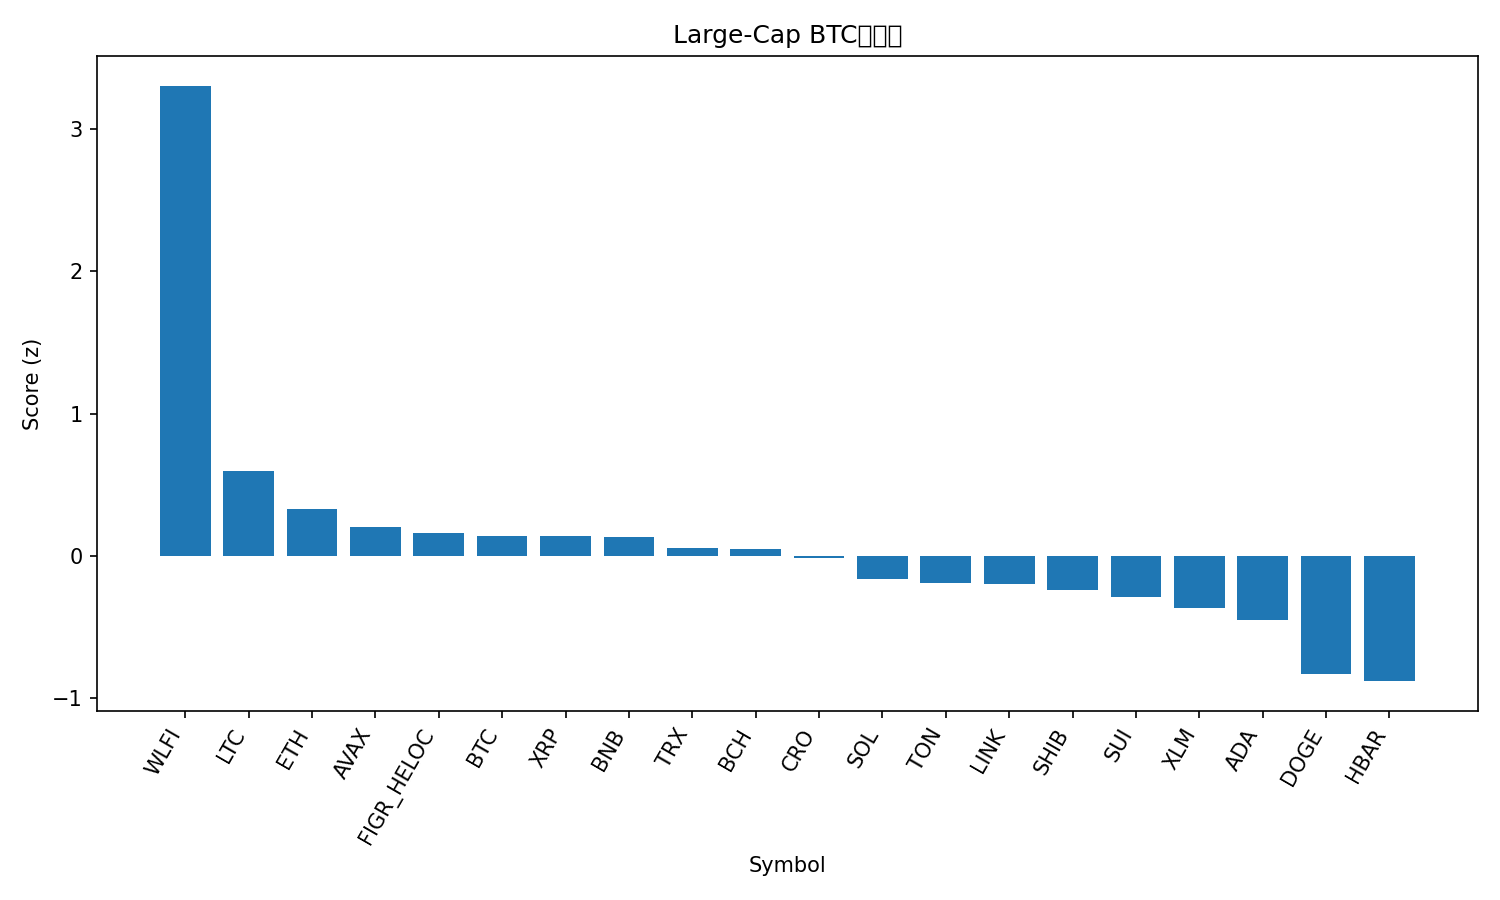 Large-Cap BTC
3
2
1
0
−1
Score (z)
WLFI
LTC
ETH
AVAX
FIGR_HELOC
BTC
XRP
BNB
TRX
BCH
CRO
SOL
TON
LINK
SHIB
SUI
XLM
ADA
DOGE
HBAR
Symbol